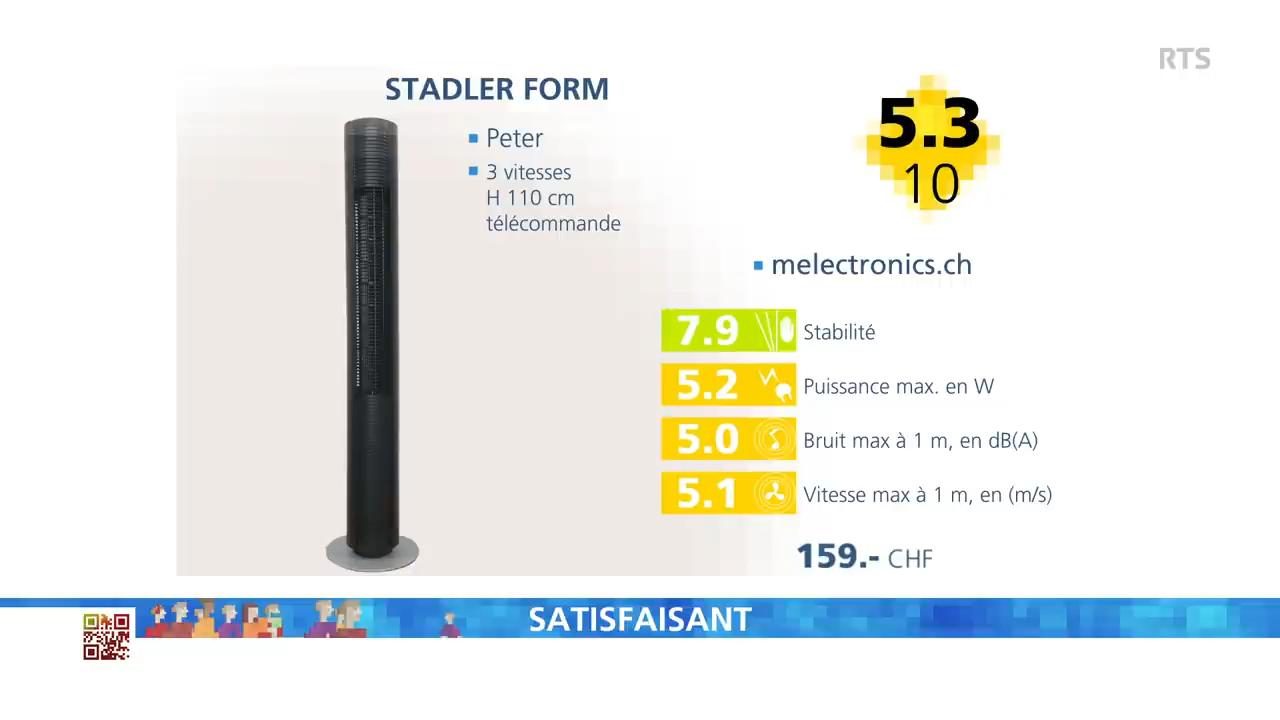 RTS
STADLER FORM
Peter
3 vitesses
H 110 cm
télécommande
5.3
10
melectronics.ch
7.9 Stabilité
5.2 Puissance max. en W
5.0 Bruit max à 1 m, en dB(A)
5.1 Vitesse max à 1 m, en (m/s)
159.- CHF
SATISFAISANT